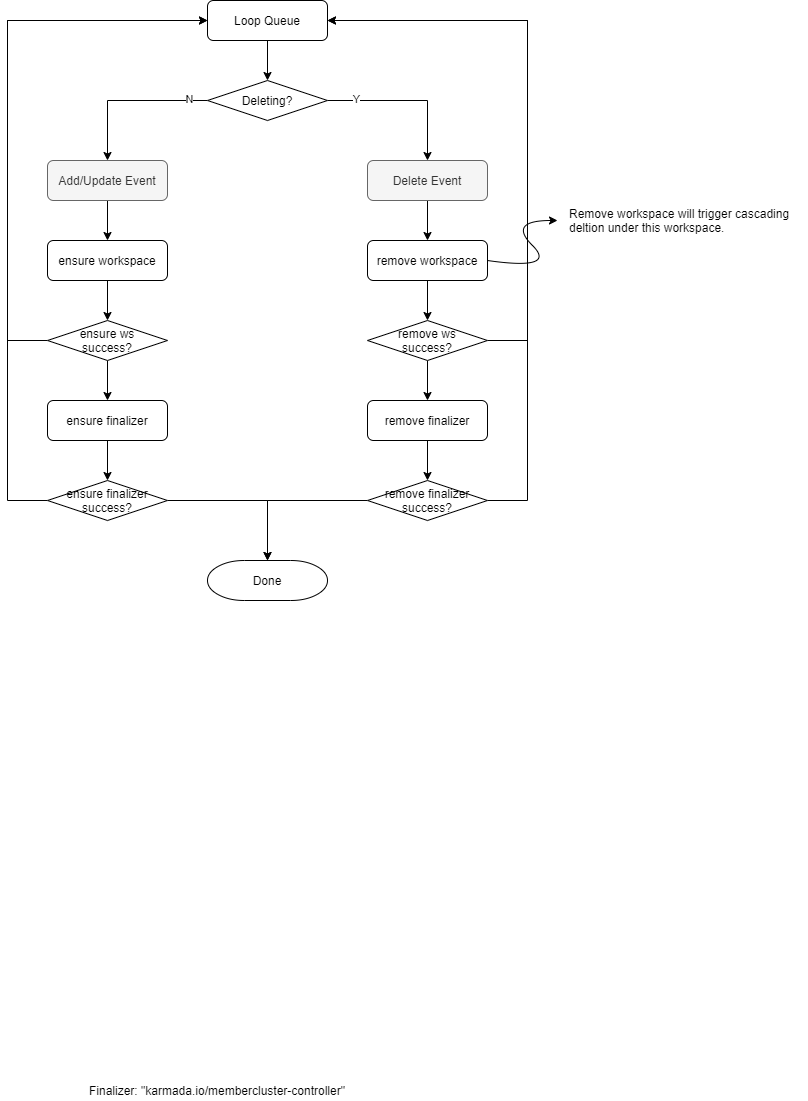 Loop Queue
Deleting?
N
Y
Add/Update Event
Delete Event
Remove workspace will trigger cascading
deltion under this workspace.
ensure workspace
remove workspace
ensure ws
success?
remove ws
success?
ensure finalizer
remove finalizer
ensure finalizer
success?
remove finalizer
success?
Done
Finalizer: "karmada.io/membercluster-controller"